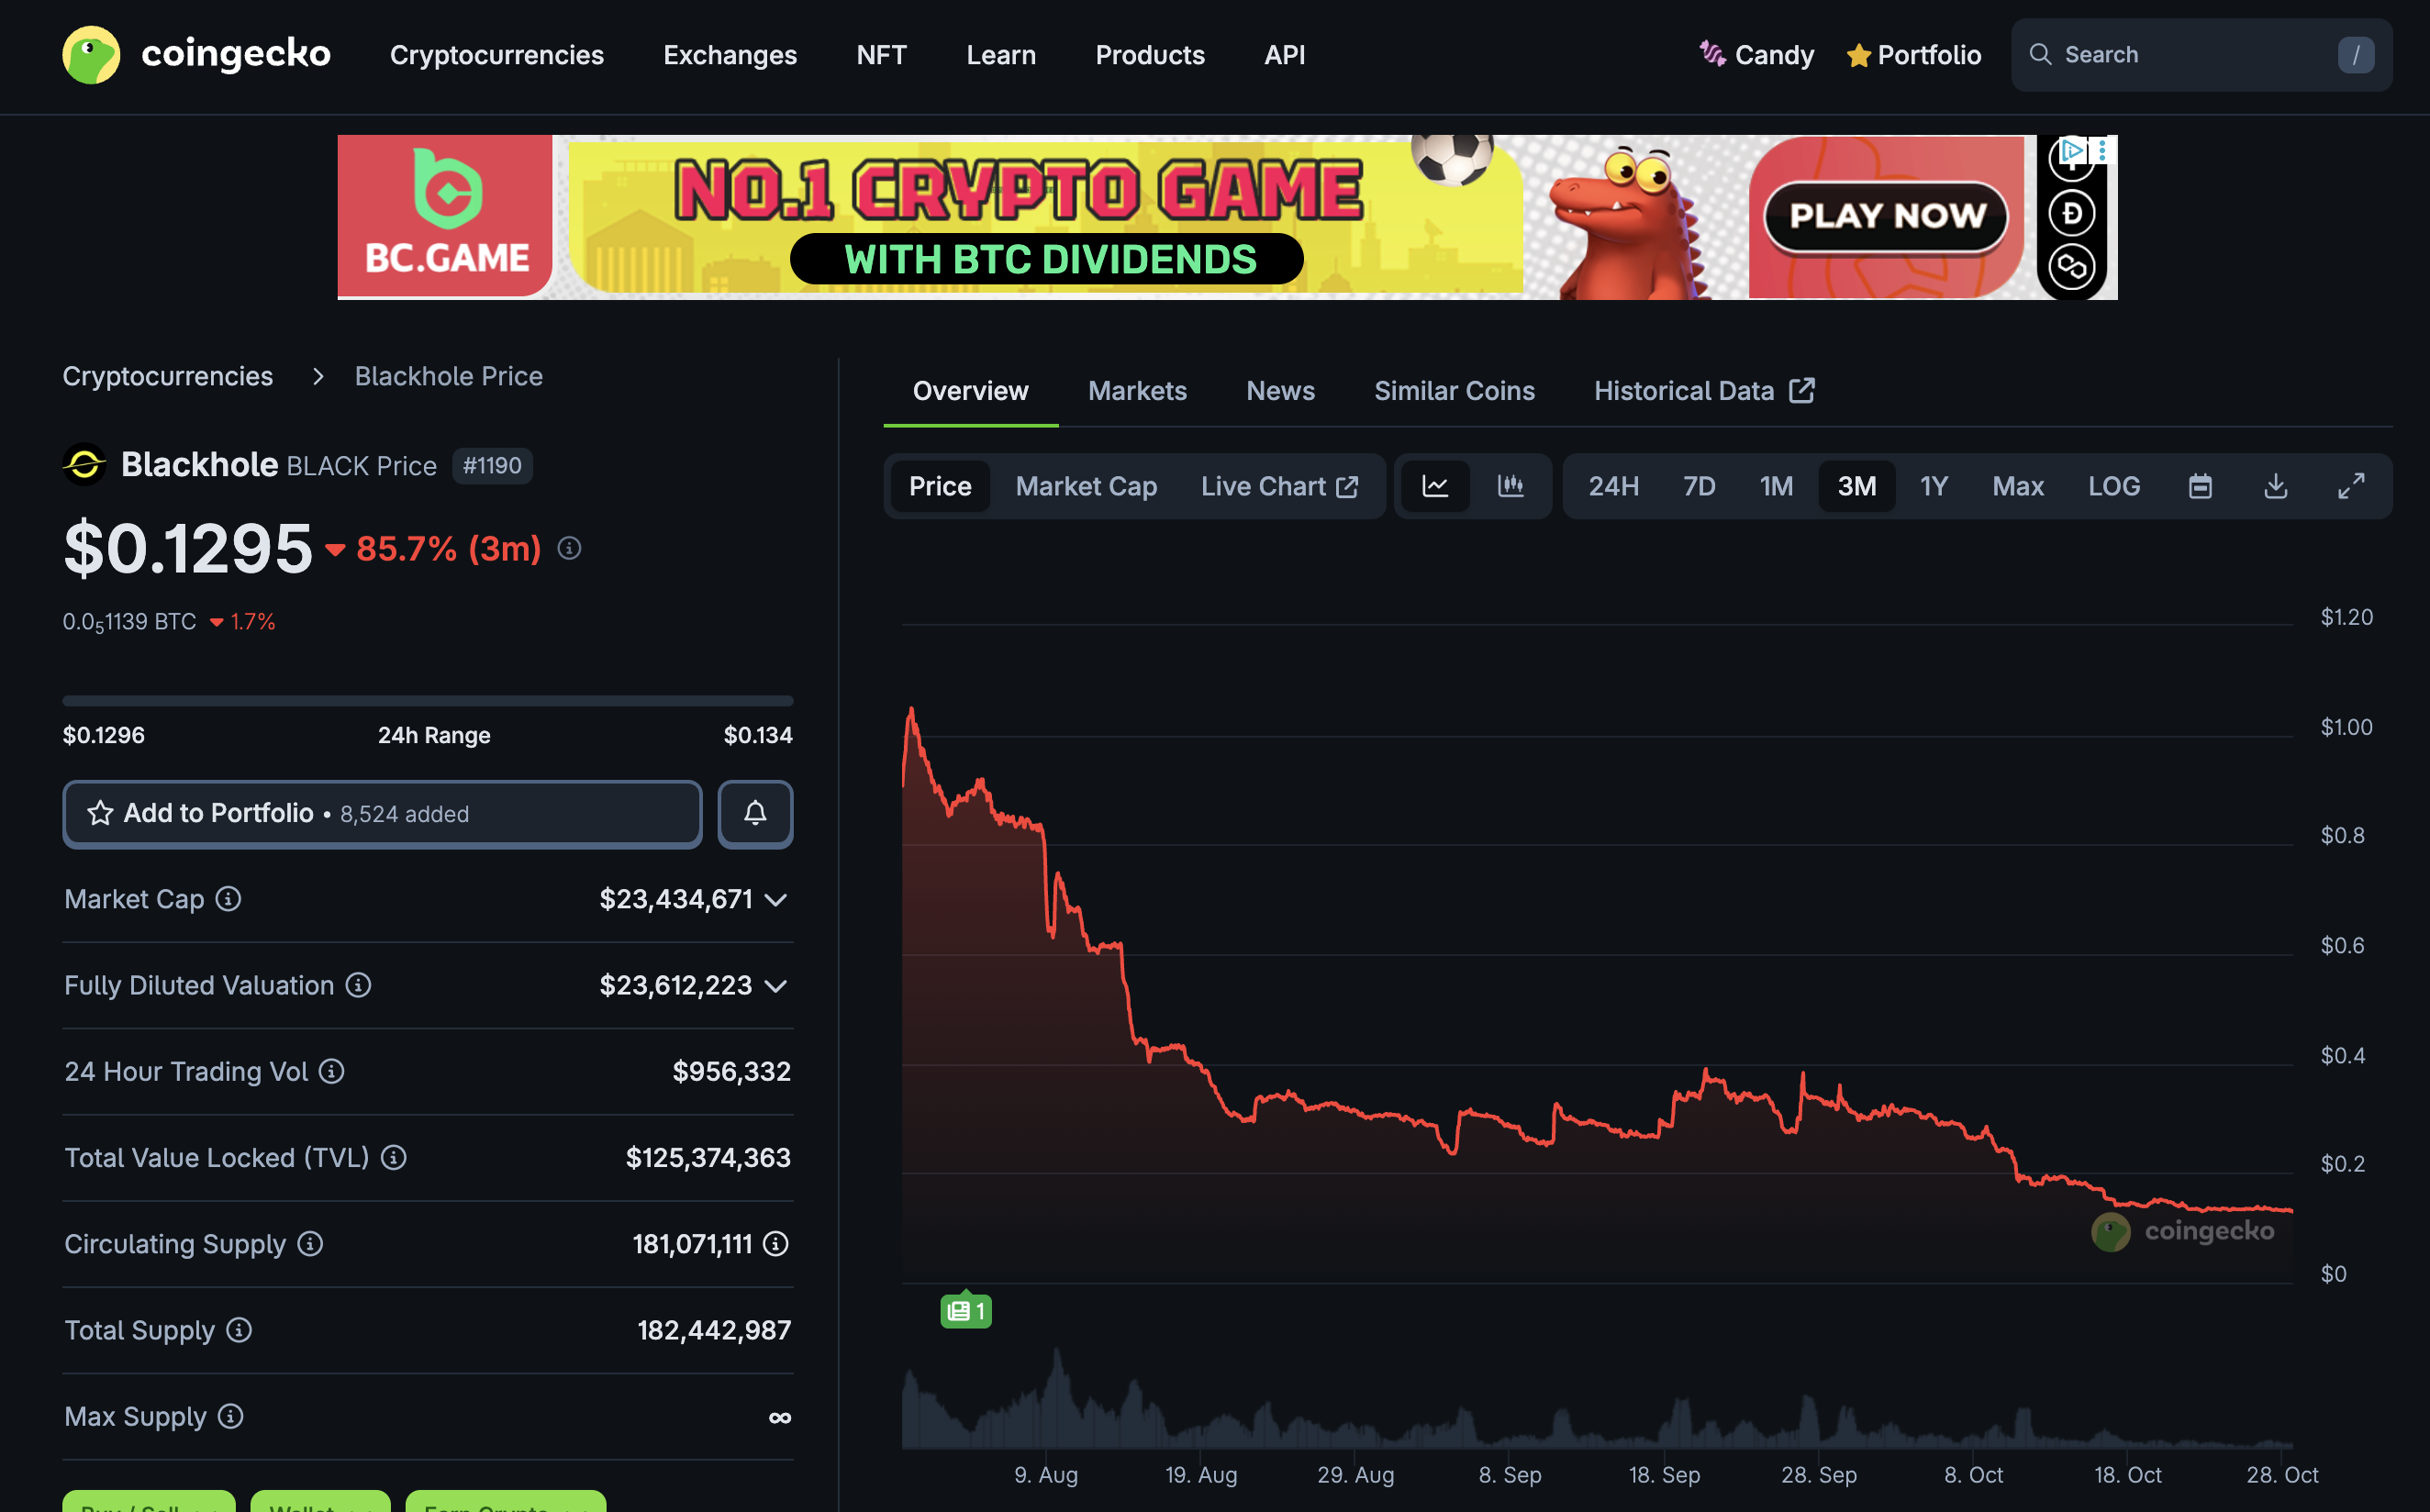 coingecko
Cryptocurrencies
Exchanges
NFT
Learn
Products
API
Candy
Portfolio
Search
/
BC.GAME
NO.1 CRYPTO GAME
WITH BTC DIVIDENDS
PLAY NOW
Cryptocurrencies > Blackhole Price
Blackhole BLACK Price #1190
$0.1295 85.7% (3m)
0.0₅1139 BTC 1.7%
$0.1296 24h Range $0.134
Add to Portfolio • 8,524 added
Market Cap $23,434,671
Fully Diluted Valuation $23,612,223
24 Hour Trading Vol $956,332
Total Value Locked (TVL) $125,374,363
Circulating Supply 181,071,111
Total Supply 182,442,987
Max Supply ∞
Buy / Sell
Wallet
Earn Crypto
Overview
Markets
News
Similar Coins
Historical Data
Price
Market Cap
Live Chart
24H
7D
1M
3M
1Y
Max
LOG
$1.20
$1.00
$0.8
$0.6
$0.4
$0.2
$0
coingecko
1
9. Aug
19. Aug
29. Aug
8. Sep
18. Sep
28. Sep
8. Oct
18. Oct
28. Oct